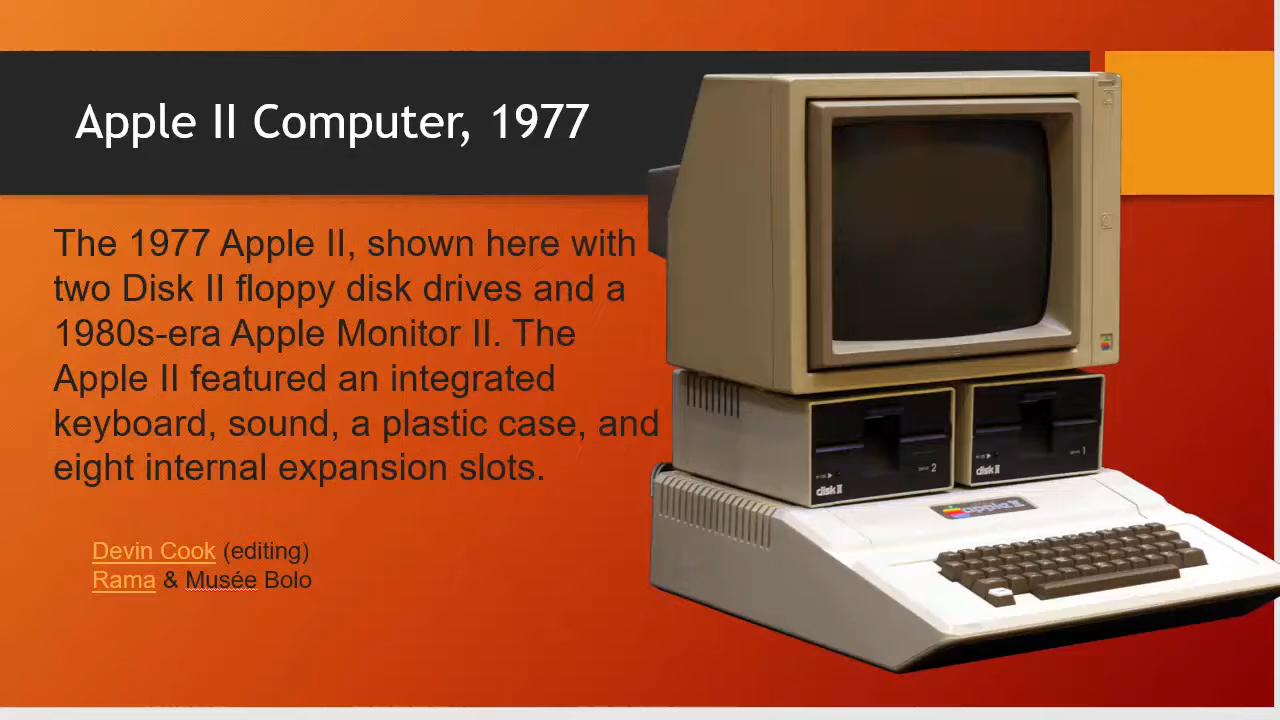 Apple II Computer, 1977
The 1977 Apple II, shown here with
two Disk II floppy disk drives and a
1980s-era Apple Monitor II. The
Apple II featured an integrated
keyboard, sound, a plastic case, and
eight internal expansion slots.
Devin Cook (editing)
Rama & Musée Bolo
2
disk II
1
disk II
apple II